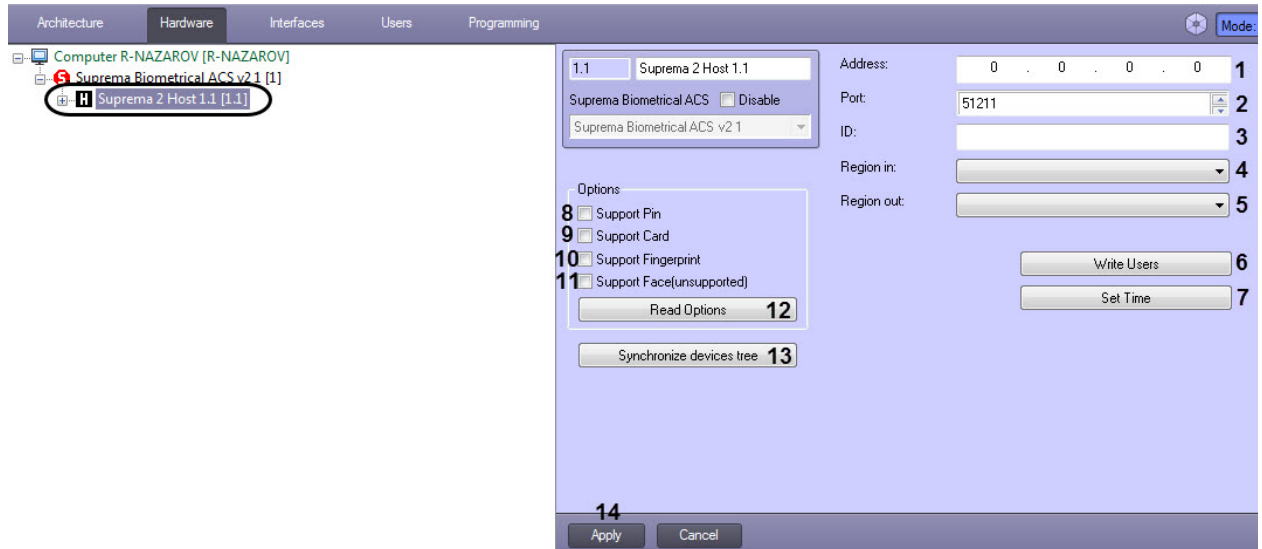 Architecture Hardware Interfaces Users Programming Mode:
Computer R-NAZAROV [R-NAZAROV]
Suprema Biometrical ACS v2 1 [1]
H Suprema 2 Host 1.1 [1.1]
1.1 Suprema 2 Host 1.1
Suprema Biometrical ACS Disable
Suprema Biometrical ACS v2 1
Options
8 Support Pin
9 Support Card
10 Support Fingerprint
11 Support Face(unsupported)
Read Options 12
Synchronize devices tree 13
Address: 0 . 0 . 0 . 0 1
Port: 51211 2
ID: 3
Region in: 4
Region out: 5
Write Users 6
Set Time 7
14
Apply Cancel